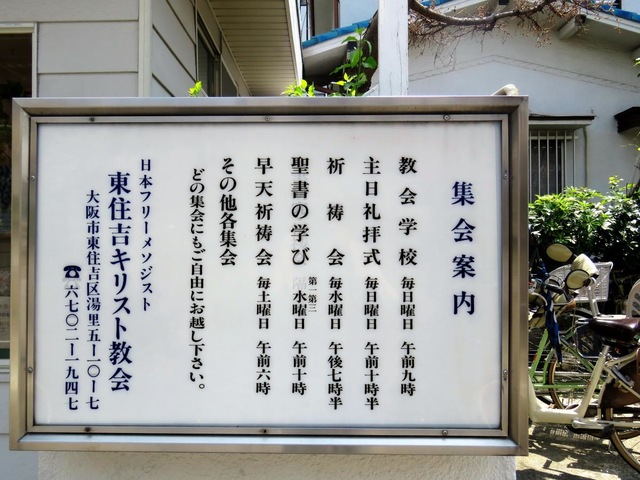 集会案内
教会学校 毎日曜日 午前九時
主日礼拝式 毎日曜日 午前十時半
祈祷会 毎水曜日 午後七時半
聖書の学び 第一第三 水曜日 午前十時
早天祈祷会 毎土曜日 午前六時
その他各集会
どの集会にもご自由にお越し下さい。
日本フリーメソジスト
東住吉キリスト教会
大阪市東住吉区湯里五ー一〇ー七
☎六七〇二ー一九四七